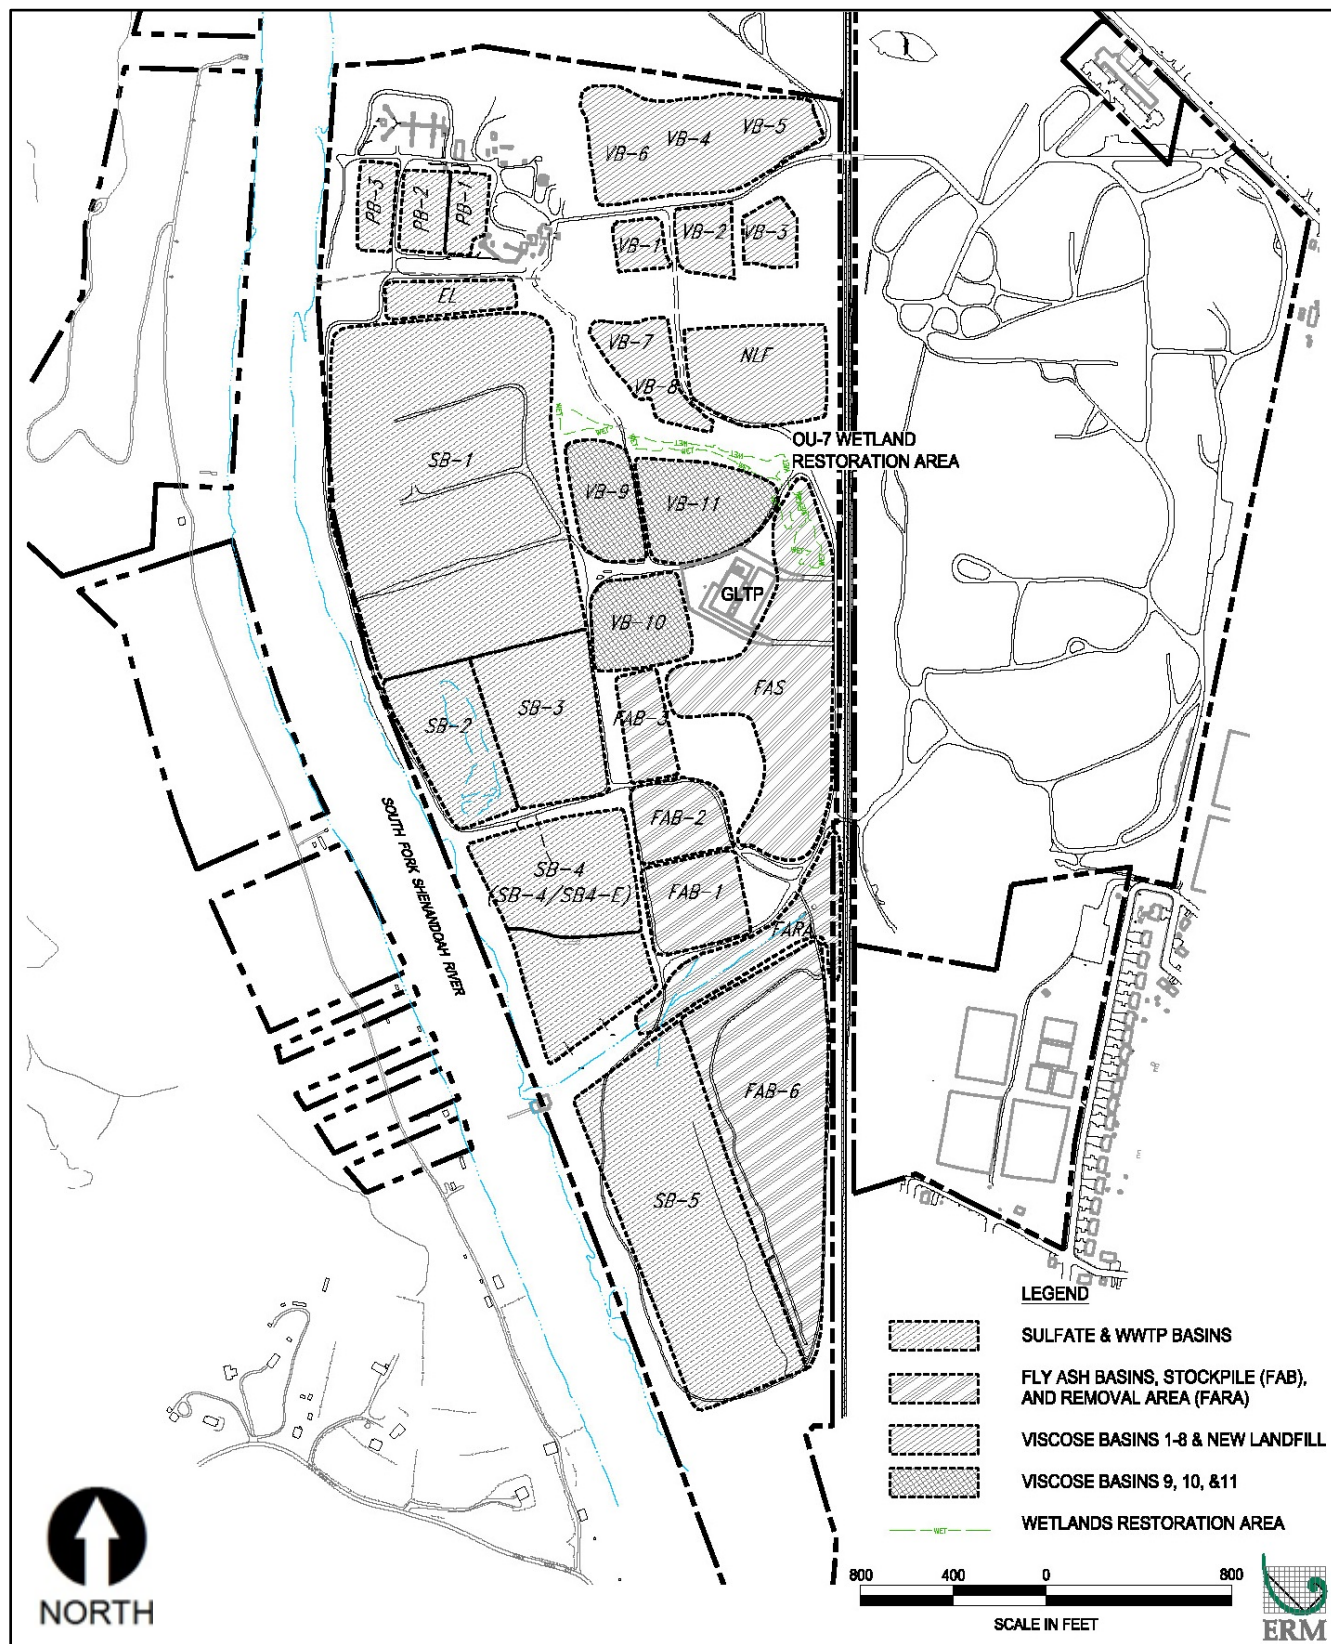 VB-5
VB-4
VB-6
PB-3
PB-2
PB-1
VB-1
VB-2
VB-3
EL
VB-7
NLF
VB-8
OU-7 WETLAND
RESTORATION AREA
SB-1
VB-9
VB-11
GLTP
VB-10
FAS
SB-3
FAB-3
SB-2
SOUTH FORK SHENANDOAH RIVER
FAB-2
SB-4
(SB-4/SB4-E)
FAB-1
FARA
FAB-6
SB-5
LEGEND
SULFATE & WWTP BASINS
FLY ASH BASINS, STOCKPILE (FAB),
AND REMOVAL AREA (FARA)
VISCOSE BASINS 1-8 & NEW LANDFILL
VISCOSE BASINS 9, 10, &11
WET
WETLANDS RESTORATION AREA
800 400 0 800
SCALE IN FEET
NORTH
ERM